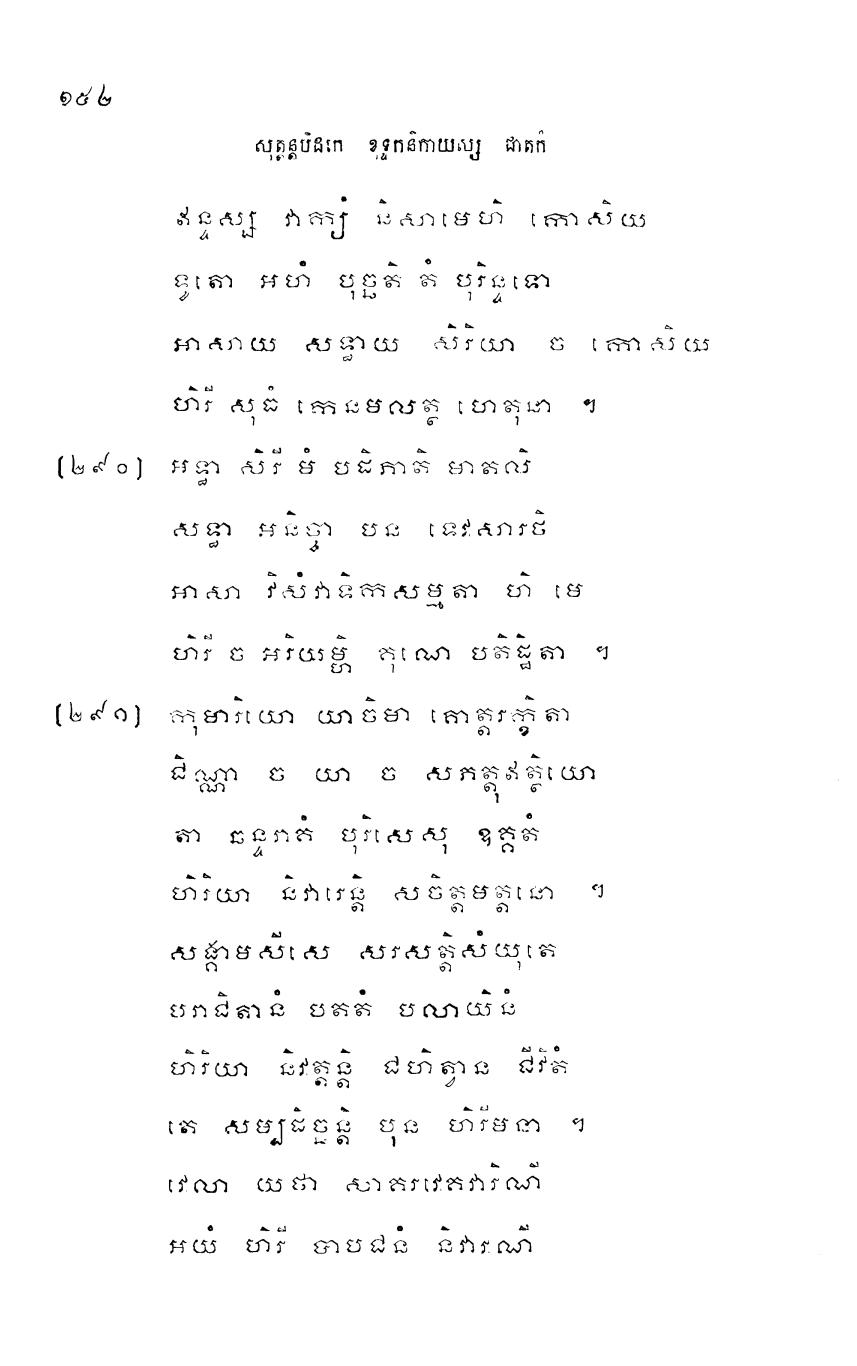 ១៥២
សុត្តន្តបិដកេ ខុទ្ទកនិកាយស្ស ជាតកំ
ឥន្ទស្ស វាក្យំ និសាមេហិ កោសិយ
ទូតោ អហំ បុច្ឆតិ តំ បុរិន្ទទោ
អាសាយ សទ្ធាយ សិរិយា ច កោសិយ
ហិរី សុធំ កេនមលត្ថ ហេតុនា ។
(២៩០) អទ្ធា សិរី មំ បដិភាតិ មាតលិ
សទ្ធា អនិច្ចា បន ទេវសារថិ
អាសា វិសំវាទិកសម្មតា ហិ មេ
ហិរី ច អរិយម្ហិ គុណេ បតិដ្ឋិតា ។
(២៩១) កុមារិយោ យាចិមា គោត្តរក្ខិតា
ជិណ្ណា ច យា ច សភត្តុឥត្ថិយោ
តា ឆន្ទរាគំ បុរិសេសុ ឧគ្គតំ
ហិរិយា និវារេន្តិ សចិត្តមត្តនោ ។
សង្គាមសីសេ សរសត្តិសំយុតេ
បរាជិតានំ បតតំ បលាយិនំ
ហិរិយា និវត្តន្តិ ជហិត្វាន ជីវិតំ
តេ សម្បដិច្ឆន្តិ បុន ហិរីមនា ។
វេលា យថា សាគរវេគវារិណី
អយំ ហិរី បាបជនំ និវារណី